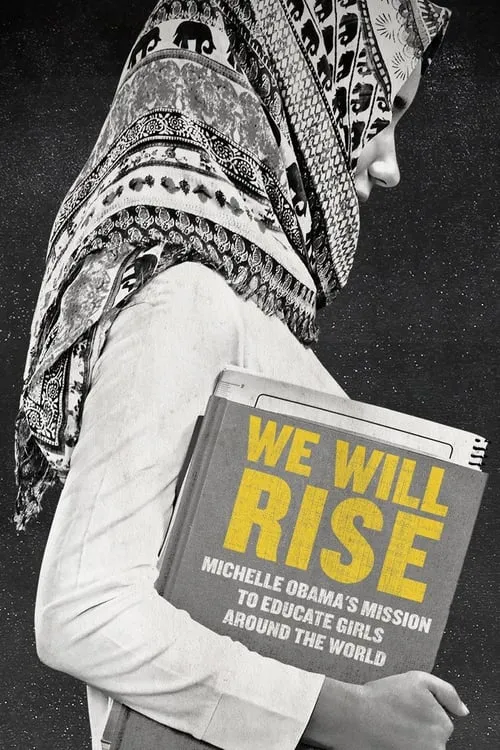 WE WILL
RISE
MICHELLE OBAMA'S MISSION
TO EDUCATE GIRLS
AROUND THE WORLD